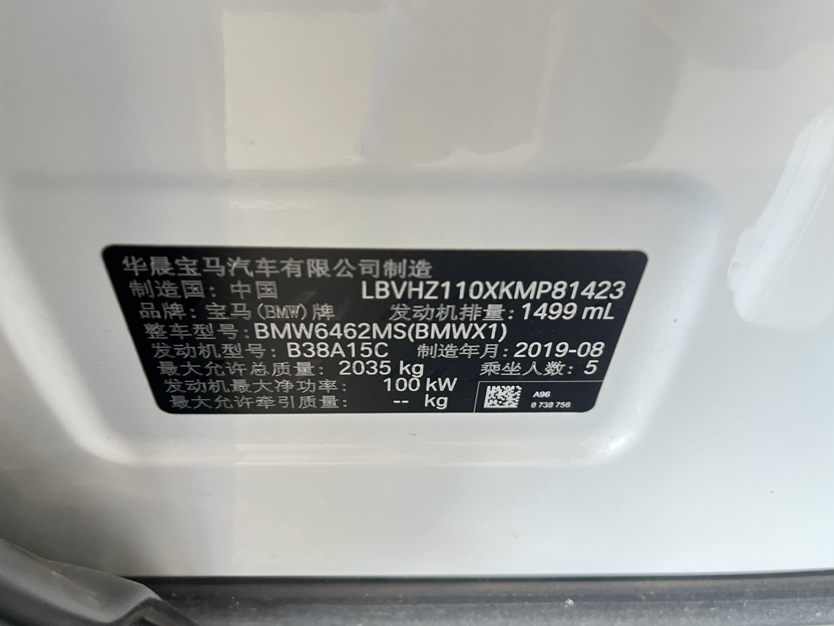 华晨宝马汽车有限公司制造
制造国：中国 LBVHZ110XKMP81423
品牌：宝马(BMW)牌 发动机排量：1499 mL
整车型号：BMW6462MS(BMWX1)
发动机型号：B38A15C 制造年月：2019-08
最大允许总质量：2035 kg 乘坐人数：5
发动机最大净功率：100 kW
最大允许牵引质量：-- kg
A96
8 738 756